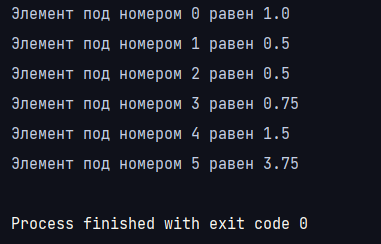 Элемент под номером 0 равен 1.0
Элемент под номером 1 равен 0.5
Элемент под номером 2 равен 0.5
Элемент под номером 3 равен 0.75
Элемент под номером 4 равен 1.5
Элемент под номером 5 равен 3.75
Process finished with exit code 0